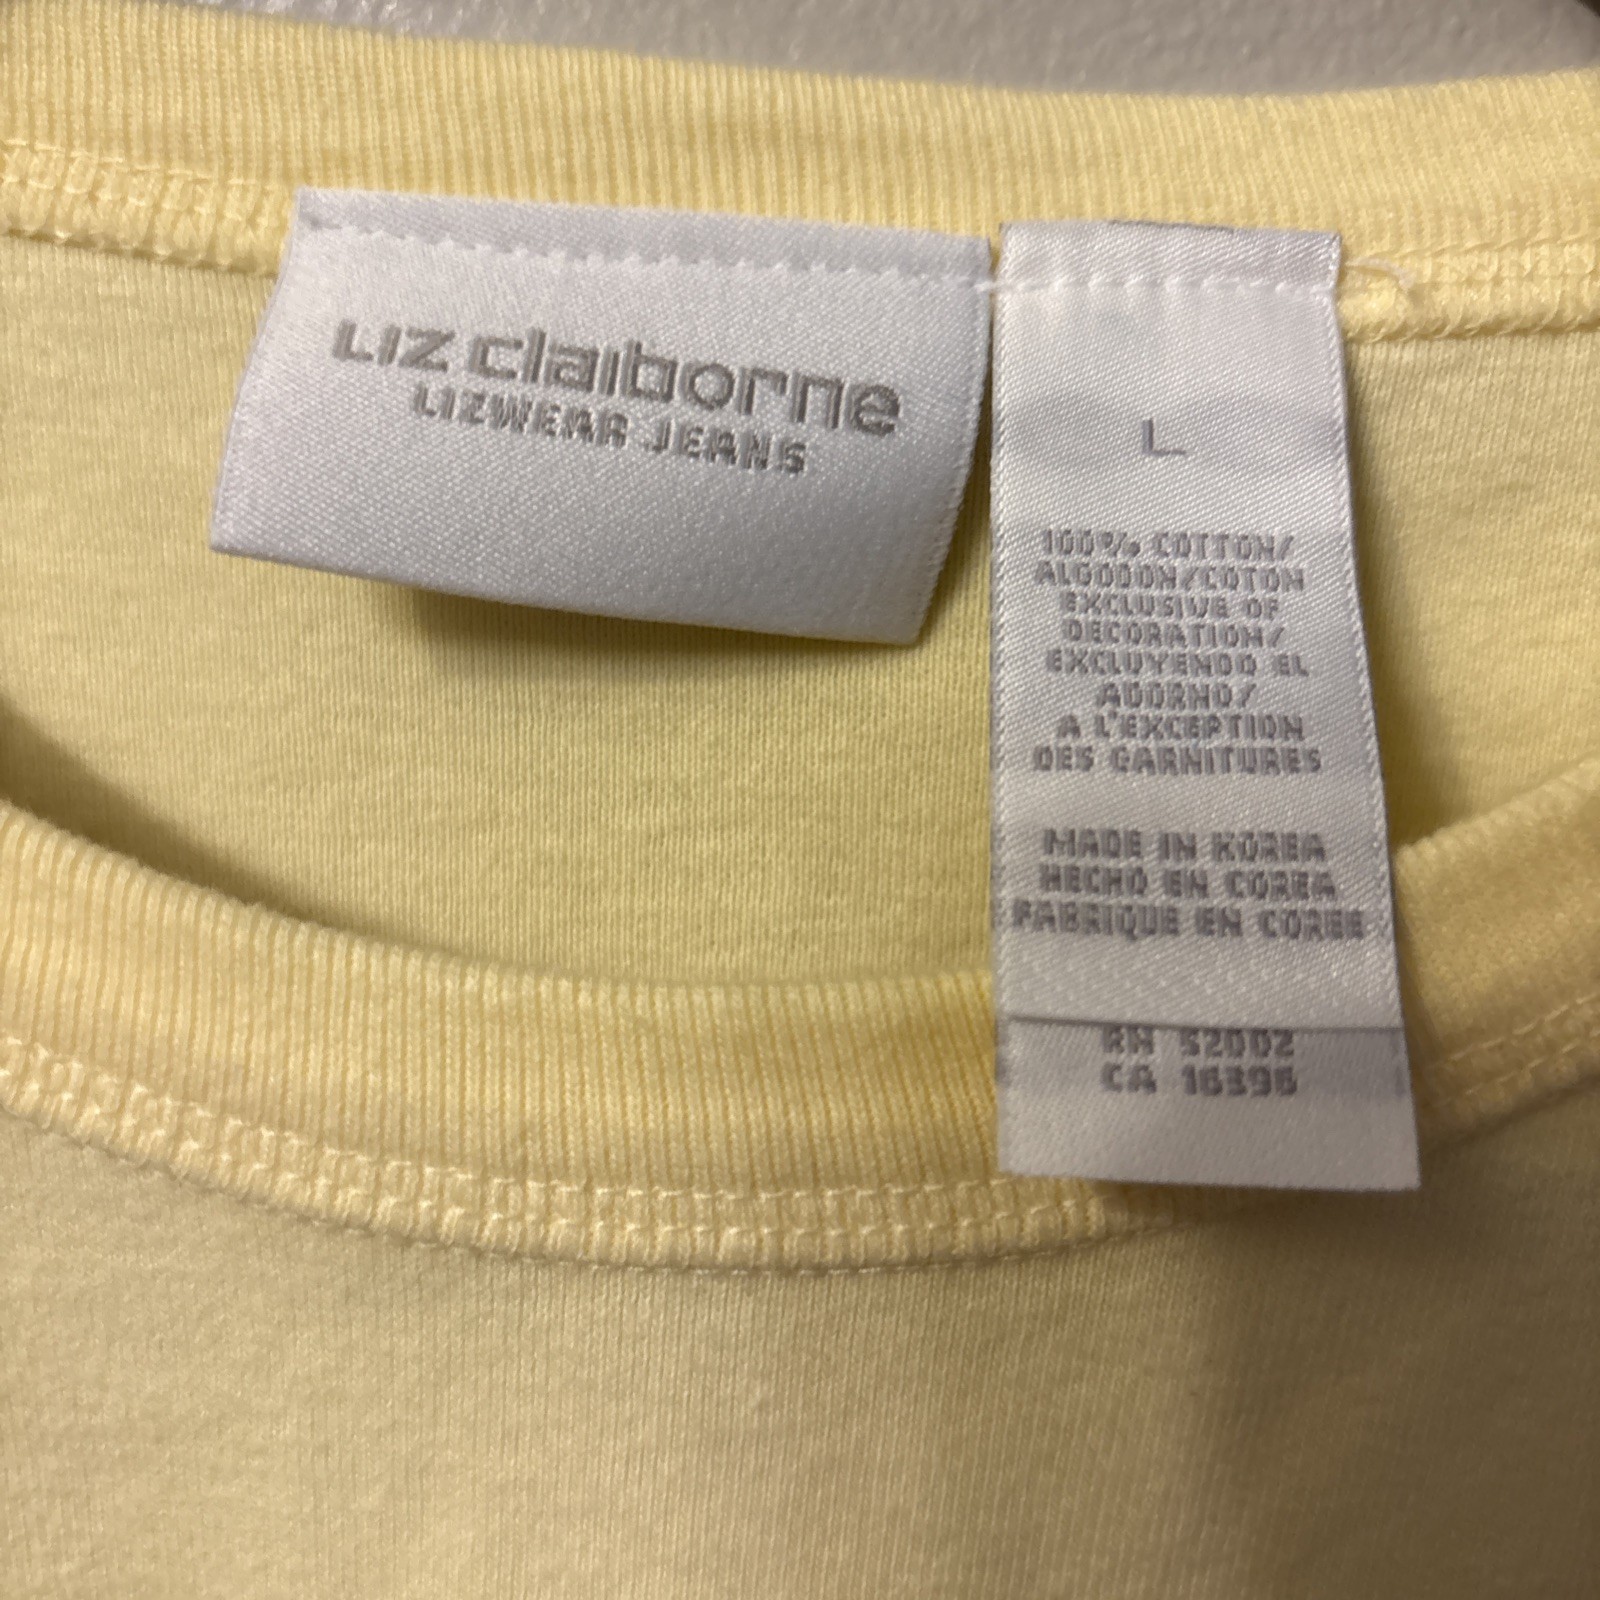 Liz claiborne
LIZWEAR JEANS
L
100% COTTON/
ALGODON/COTON
EXCLUSIVE OF
DECORATION/
EXCLUYENDO EL
ADORNO/
A L'EXCEPTION
DES GARNITURES
MADE IN KOREA
HECHO EN COREA
FABRIQUE EN COREE
RN 52002
CA 16396